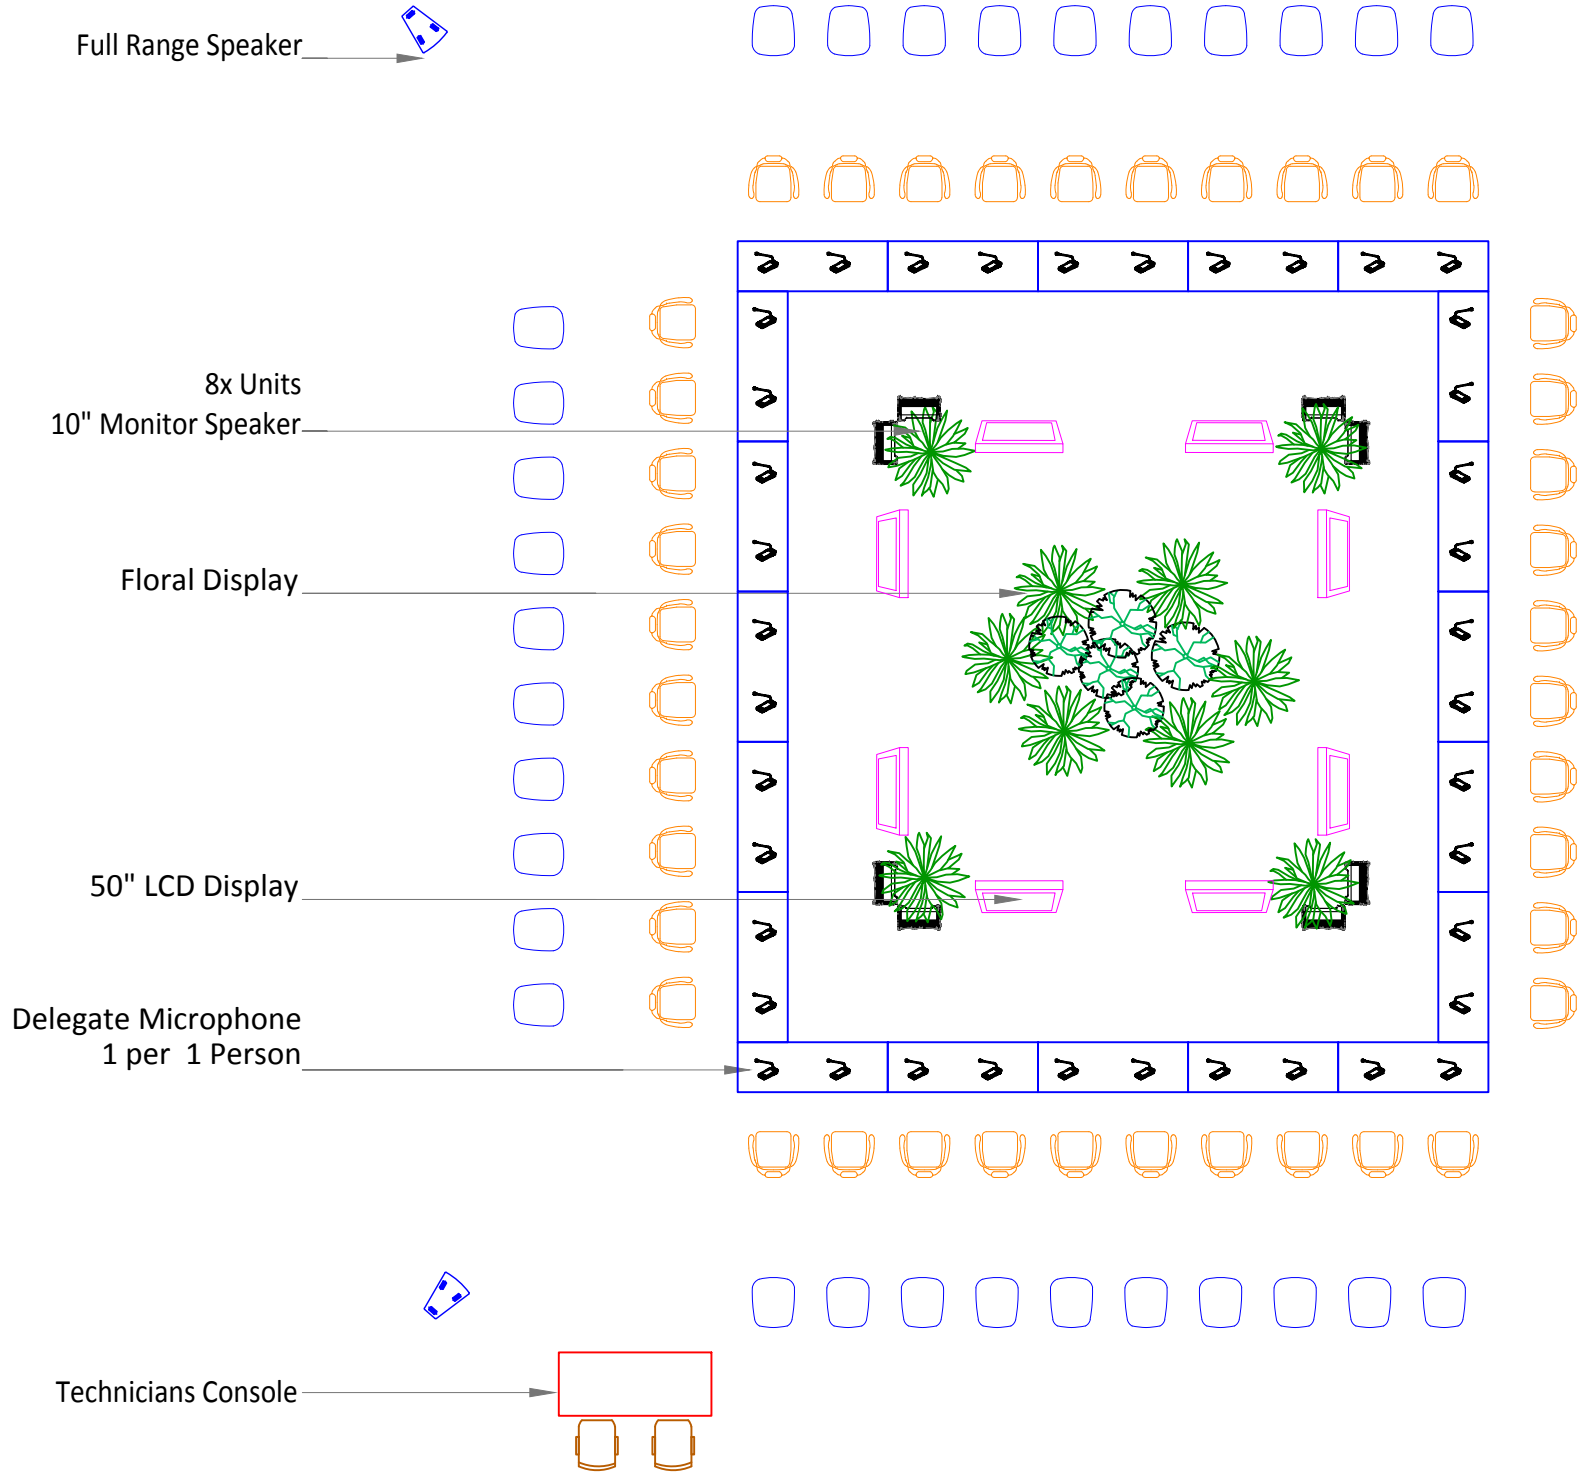 Full Range Speaker
8x Units
10" Monitor Speaker
Floral Display
50" LCD Display
Delegate Microphone
1 per 1 Person
Technicians Console